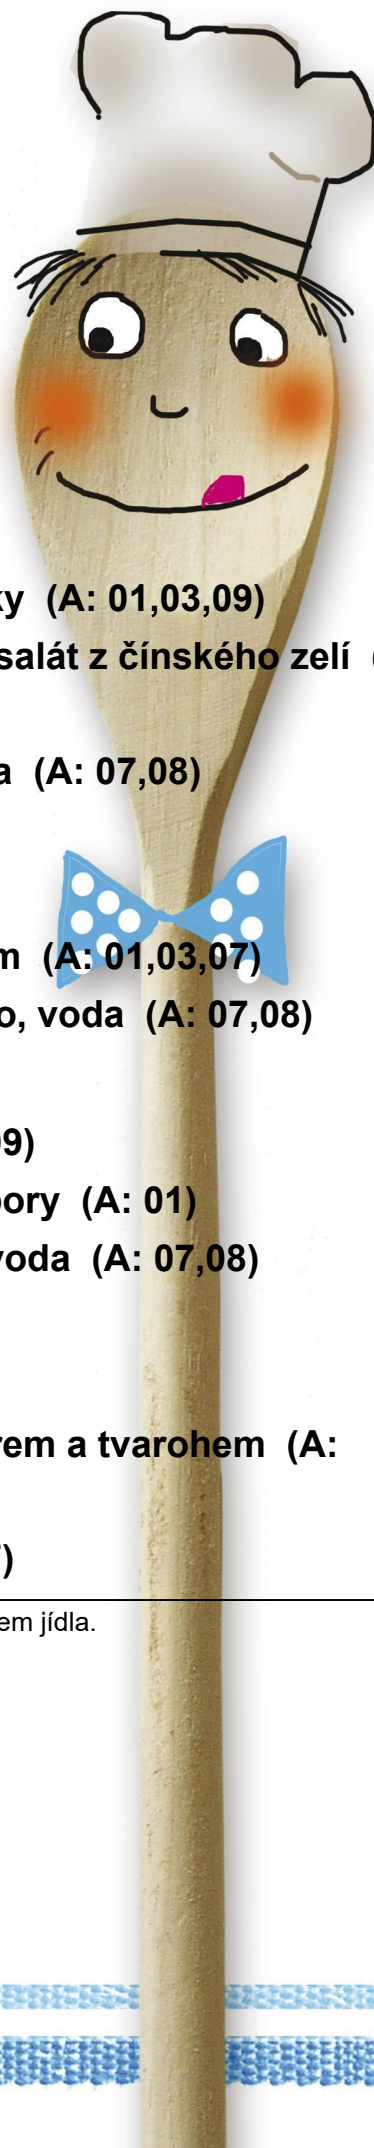 ky (A: 01,03,09)
salát z čínského zelí (
a (A: 07,08)
m (A: 01,03,07)
o, voda (A: 07,08)
09)
bory (A: 01)
voda (A: 07,08)
rem a tvarohem (A:
)
em jídla.